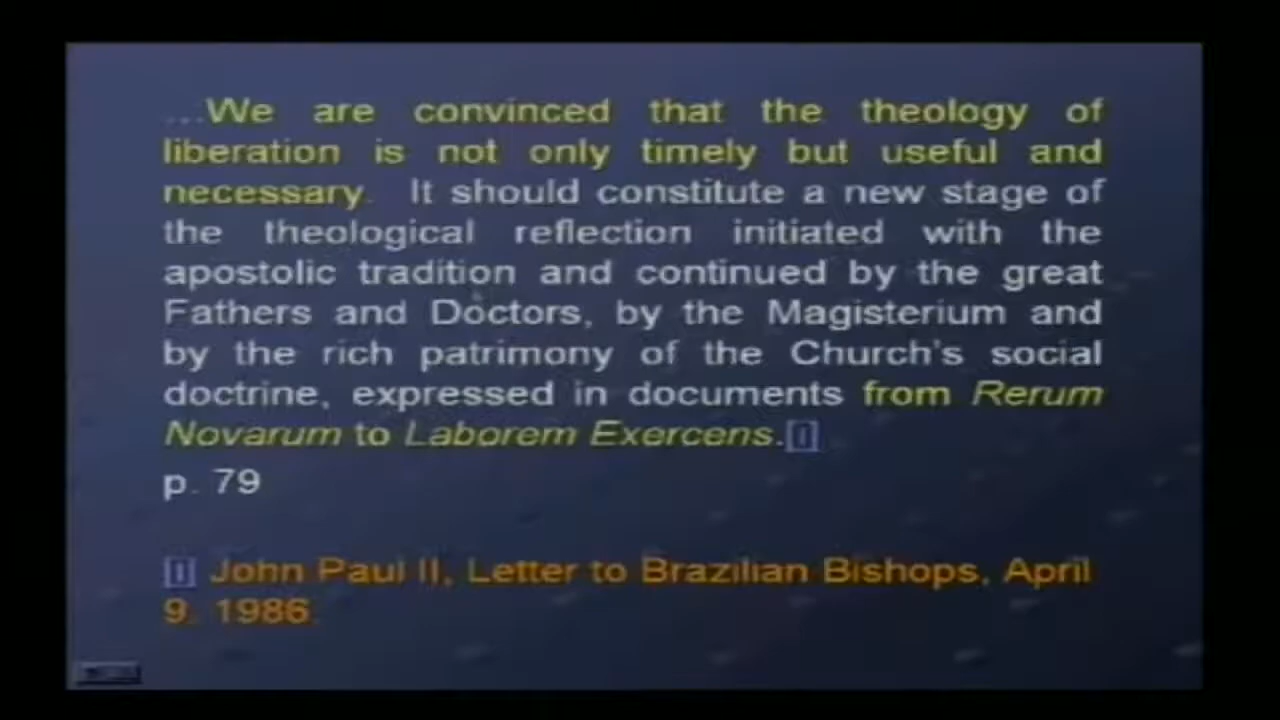 ...We are convinced that the theology of
liberation is not only timely but useful and
necessary. It should constitute a new stage of
the theological reflection initiated with the
apostolic tradition and continued by the great
Fathers and Doctors, by the Magisterium and
by the rich patrimony of the Church's social
doctrine, expressed in documents from Rerum
Novarum to Laborem Exercens.[i]
p. 79
[i] John Paul II, Letter to Brazilian Bishops, April
9, 1986.